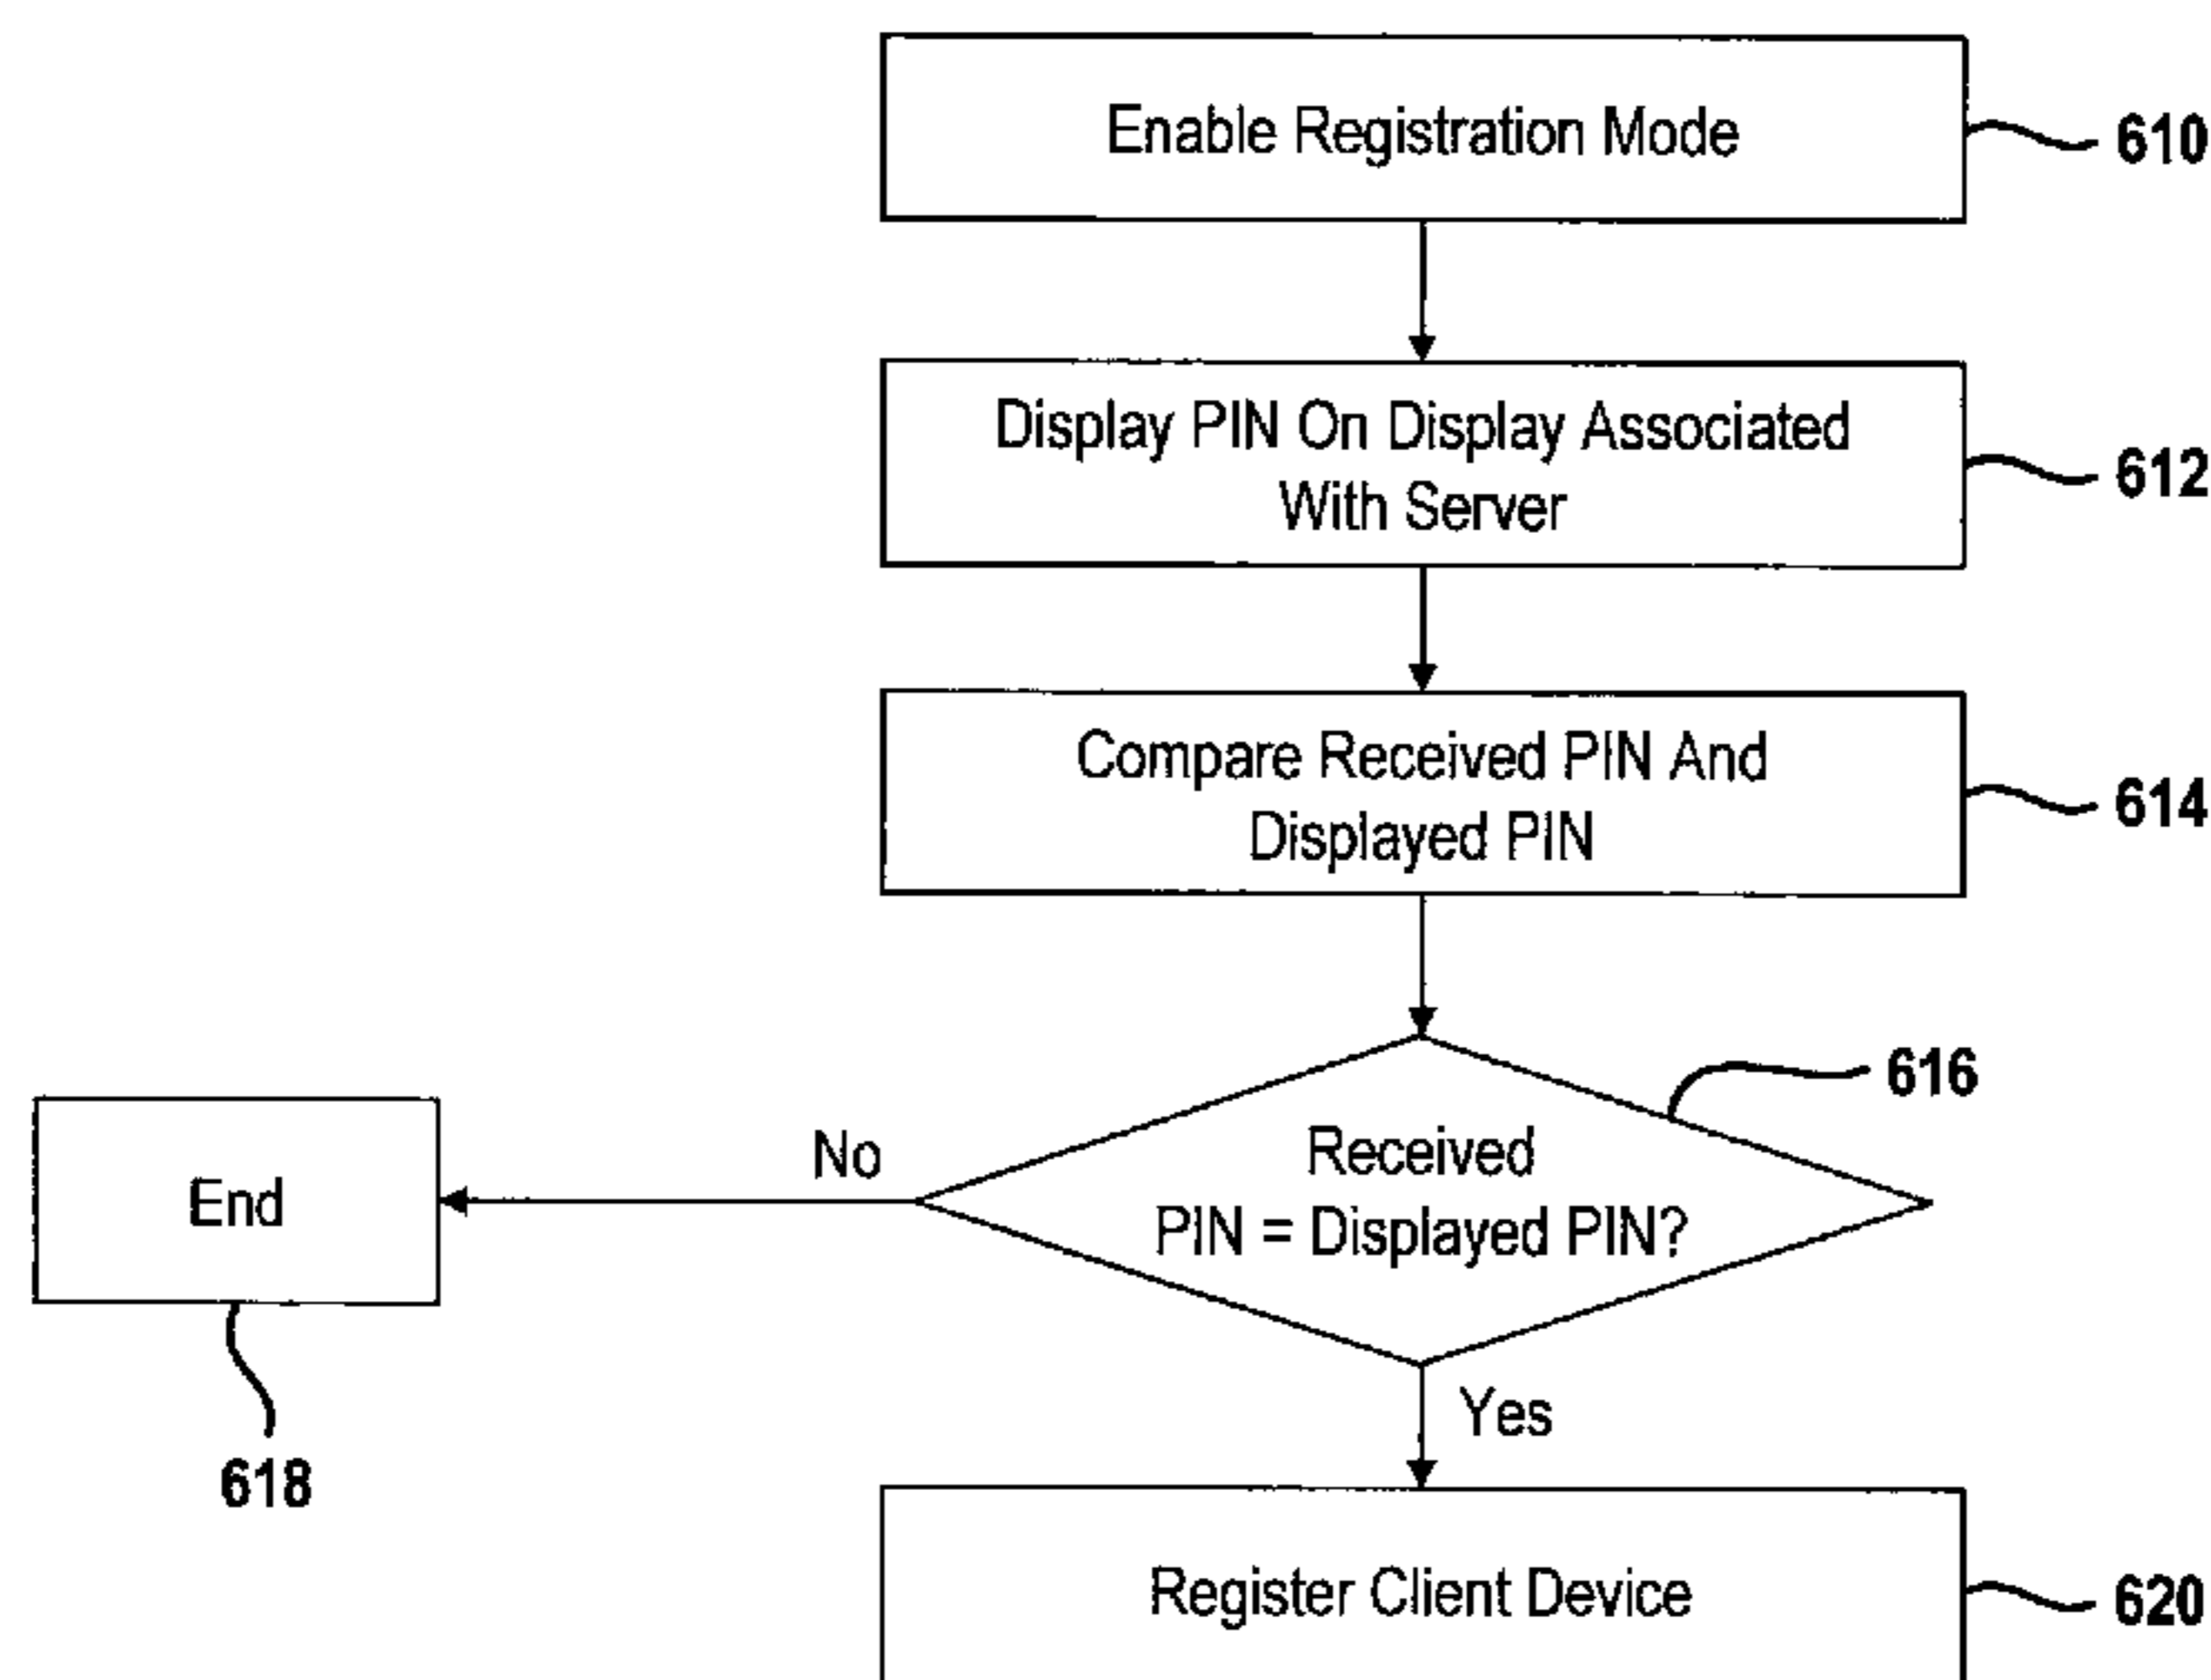 Enable Registration Mode
610
Display PIN On Display Associated
With Server
612
Compare Received PIN And
Displayed PIN
614
616
Received
PIN = Displayed PIN?
No
End
618
Yes
Register Client Device
620